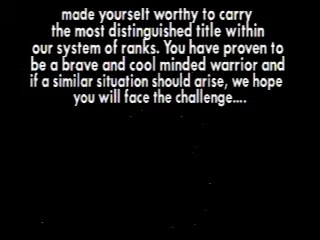 made yourself worthy to carry
the most distinguished title within
our system of ranks. You have proven to
be a brave and cool minded warrior and
if a similar situation should arise, we hope
you will face the challenge....